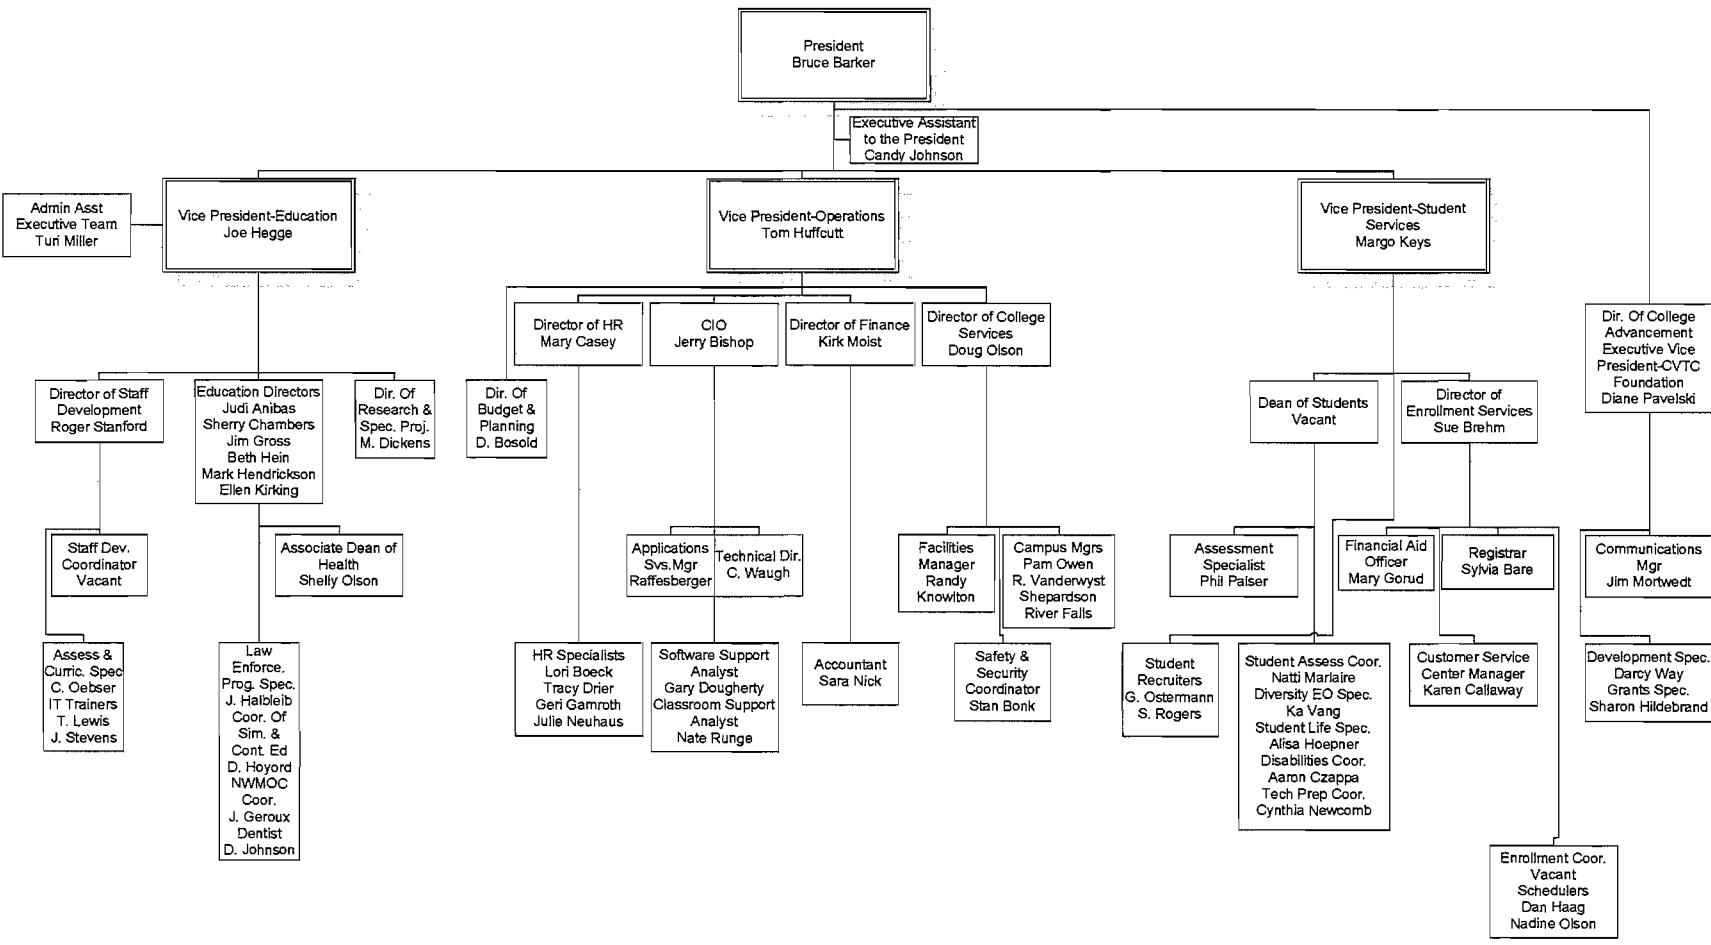 President
Bruce Barker
Executive Assistant
to the President
Candy Johnson
Admin Asst
Executive Team
Turi Miller
Vice President-Education
Joe Hegge
Vice President-Operations
Tom Huffcutt
Vice President-Student
Services
Margo Keys
Director of HR
Mary Casey
CIO
Jerry Bishop
Director of Finance
Kirk Moist
Director of College
Services
Doug Olson
Dir. Of College
Advancement
Executive Vice
President-CVTC
Foundation
Diane Pavelski
Director of Staff
Development
Roger Stanford
Education Directors
Judi Anibas
Sherry Chambers
Jim Gross
Beth Hein
Mark Hendrickson
Ellen Kirking
Dir. Of
Research &
Spec. Proj.
M. Dickens
Dir. Of
Budget &
Planning
D. Bosold
Dean of Students
Vacant
Director of
Enrollment Services
Sue Brehm
Staff Dev.
Coordinator
Vacant
Associate Dean of
Health
Shelly Olson
Applications
Svs.Mgr
Raffesberger
Technical Dir.
C. Waugh
Facilities
Manager
Randy
Knowlton
Campus Mgrs
Pam Owen
R. Vanderwyst
Shepardson
River Falls
Assessment
Specialist
Phil Palser
Financial Aid
Officer
Mary Gorud
Registrar
Sylvia Bare
Communications
Mgr
Jim Mortwedt
Assess &
Curric. Spec
C. Oebser
IT Trainers
T. Lewis
J. Stevens
Law
Enforce.
Prog. Spec.
J. Halbleib
Coor. Of
Sim. &
Cont. Ed
D. Hoyord
NWMOC
Coor.
J. Geroux
Dentist
D. Johnson
HR Specialists
Lori Boeck
Tracy Drier
Geri Gamroth
Julie Neuhaus
Software Support
Analyst
Gary Dougherty
Classroom Support
Analyst
Nate Runge
Accountant
Sara Nick
Safety &
Security
Coordinator
Stan Bonk
Student
Recruiters
G. Ostermann
S. Rogers
Student Assess Coor.
Natti Marlaire
Diversity EO Spec.
Ka Vang
Student Life Spec.
Alisa Hoepner
Disabilities Coor.
Aaron Czappa
Tech Prep Coor.
Cynthia Newcomb
Customer Service
Center Manager
Karen Callaway
Development Spec.
Darcy Way
Grants Spec.
Sharon Hildebrand
Enrollment Coor.
Vacant
Schedulers
Dan Haag
Nadine Olson